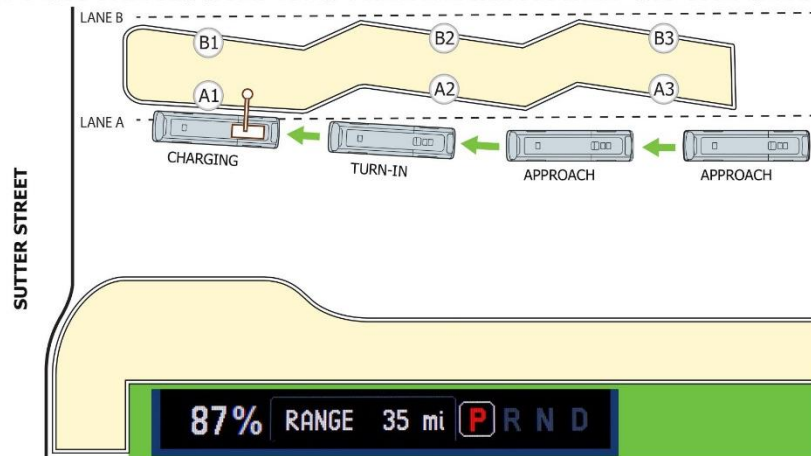 LANE B
B1
B2
B3
A1
A2
A3
LANE A
CHARGING
TURN-IN
APPROACH
APPROACH
SUTTER STREET
87% RANGE 35 mi P R N D